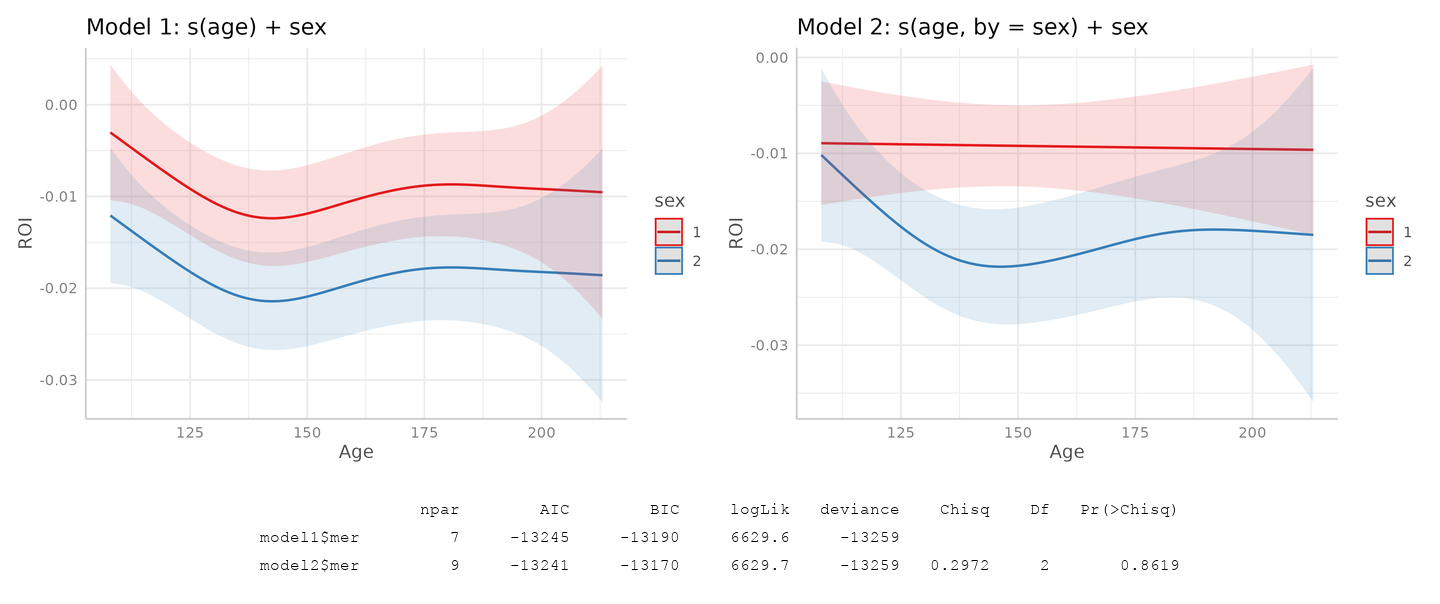 Model 1: s(age) + sex
0.00
-0.01
-0.02
-0.03
ROI
125 150 175 200
Age
sex
1
2
Model 2: s(age, by = sex) + sex
0.00
-0.01
-0.02
-0.03
ROI
125 150 175 200
Age
sex
1
2
npar AIC BIC logLik deviance Chisq Df Pr(>Chisq)
model1$mer 7 -13245 -13190 6629.6 -13259
model2$mer 9 -13241 -13170 6629.7 -13259 0.2972 2 0.8619